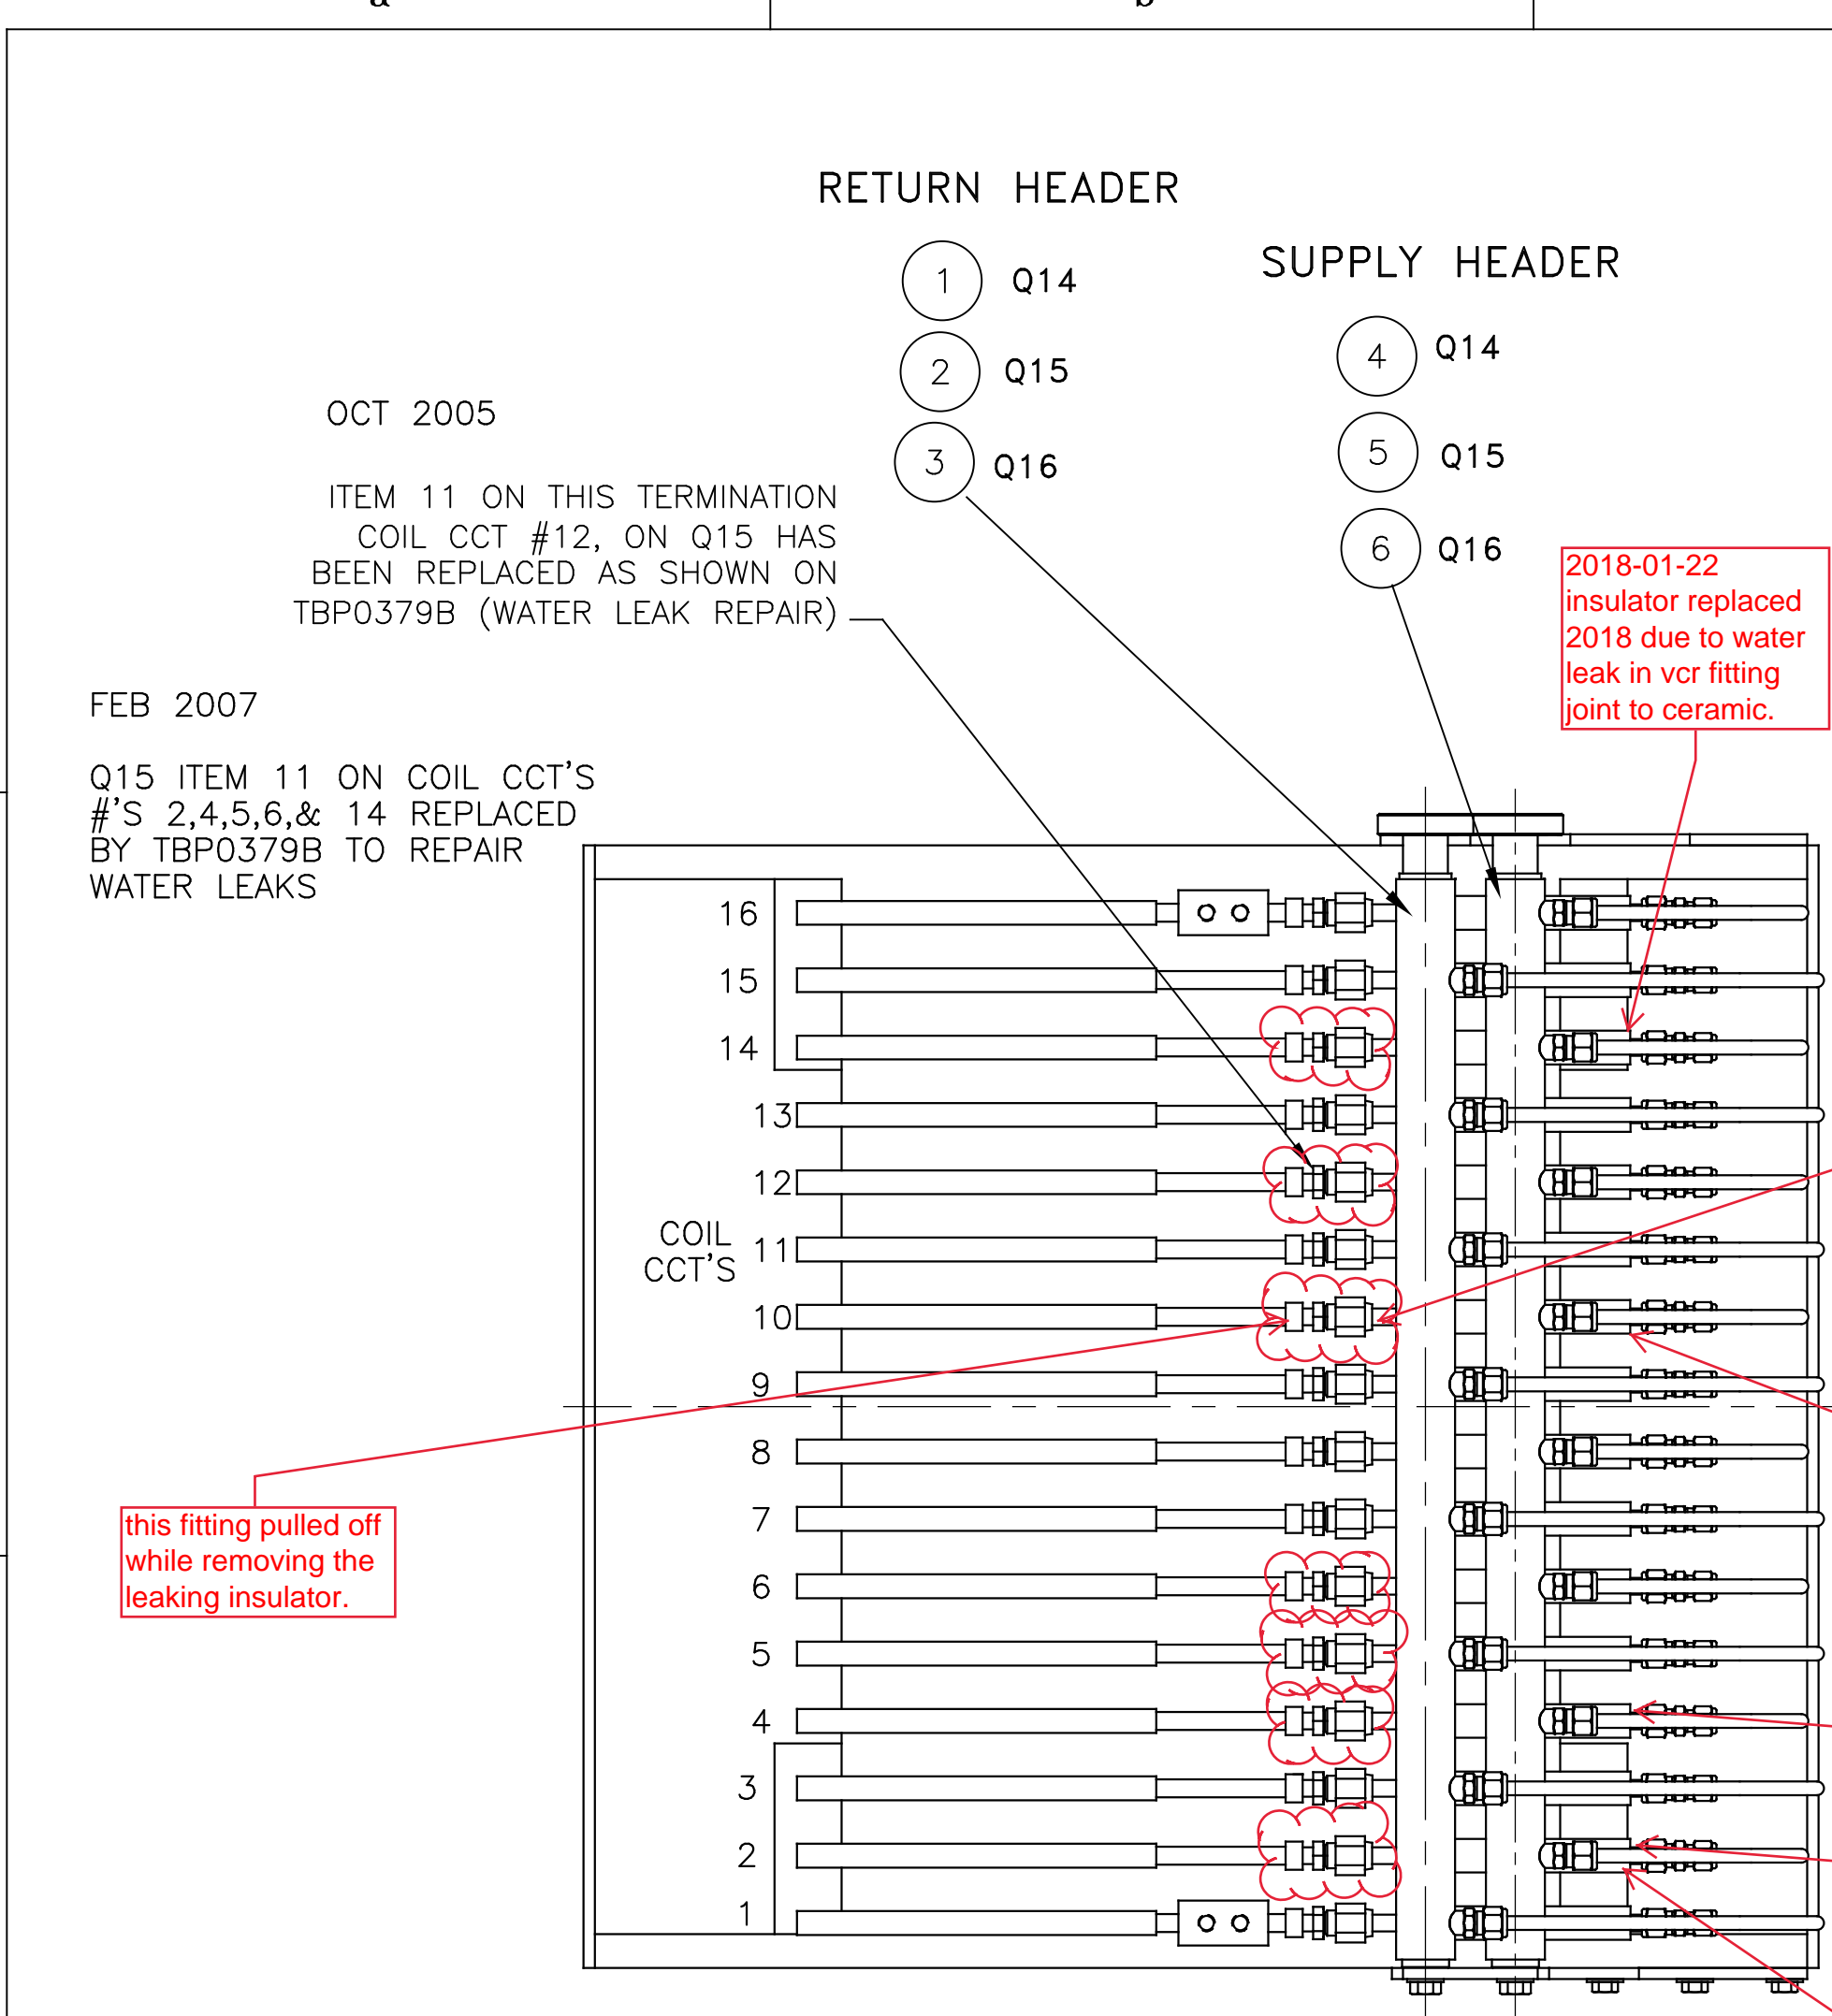 a
b
RETURN HEADER
1 Q14
2 Q15
3 Q16
SUPPLY HEADER
4 Q14
5 Q15
6 Q16
OCT 2005
ITEM 11 ON THIS TERMINATION
COIL CCT #12, ON Q15 HAS
BEEN REPLACED AS SHOWN ON
TBP0379B (WATER LEAK REPAIR)
FEB 2007
Q15 ITEM 11 ON COIL CCT'S
#'S 2,4,5,6,& 14 REPLACED
BY TBP0379B TO REPAIR
WATER LEAKS
2018-01-22
insulator replaced
2018 due to water
leak in vcr fitting
joint to ceramic.
16
15
14
13
12
COIL
CCT'S
11
10
9
8
7
6
5
4
3
2
1
this fitting pulled off
while removing the
leaking insulator.